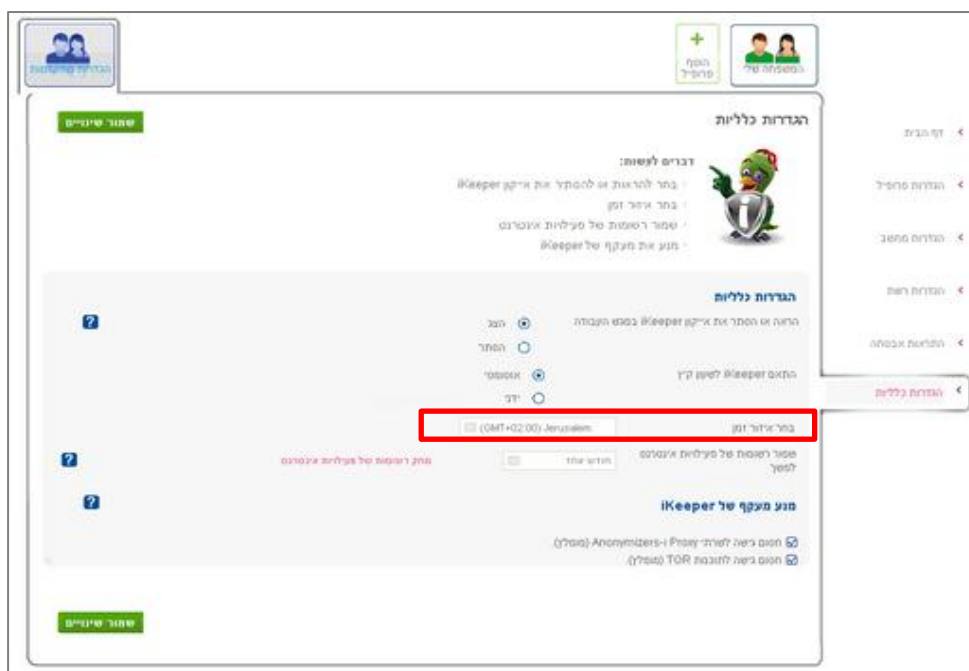 המשפחה שלי
הוסף
פרופיל
הגדרות מתקדמות
דף הבית
הגדרות פרופיל
הגדרות מחשב
הגדרות רשת
התראות אבטחה
הגדרות כלליות
הגדרות כלליות
שמור שינויים
דברים לעשות:
בחר להראות או להסתיר את אייקון iKeeper
בחר איזור זמן
שמור רשומות של פעילויות אינטרנט
מנע את מעקף של iKeeper
הגדרות כלליות
הראה או הסתר את אייקון iKeeper במגש העבודה
הצג
הסתר
התאם iKeeper לשעון קיץ
אוטומטי
ידני
בחר איזור זמן
(GMT+02:00) Jerusalem
שמור רשומות של פעילויות אינטרנט
למשך
חודש אחד
מחק רשומות של פעילויות אינטרנט
מנע מעקף של iKeeper
חסום גישה לשרתי Proxy ו-Anonymizers (מומלץ).
חסום גישה לתוכנות TOR (מומלץ).
שמור שינויים